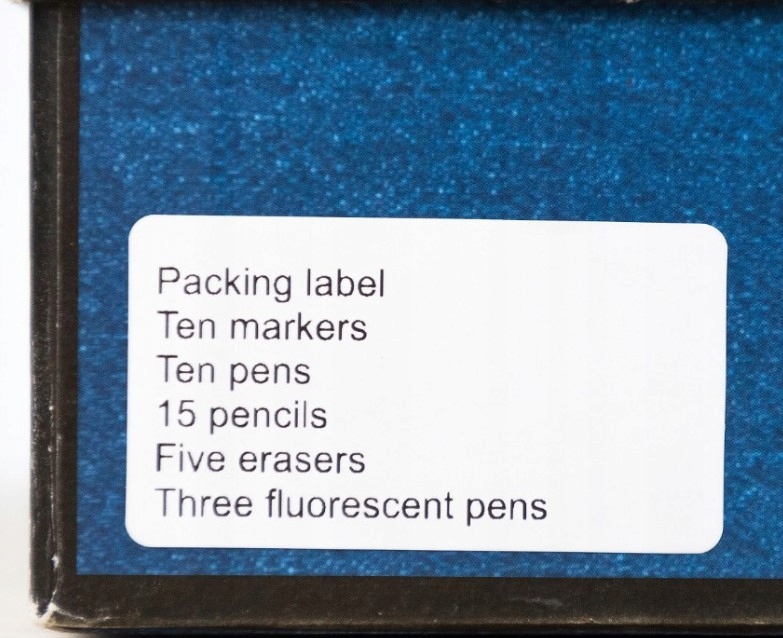 Packing label
Ten markers
Ten pens
15 pencils
Five erasers
Three fluorescent pens